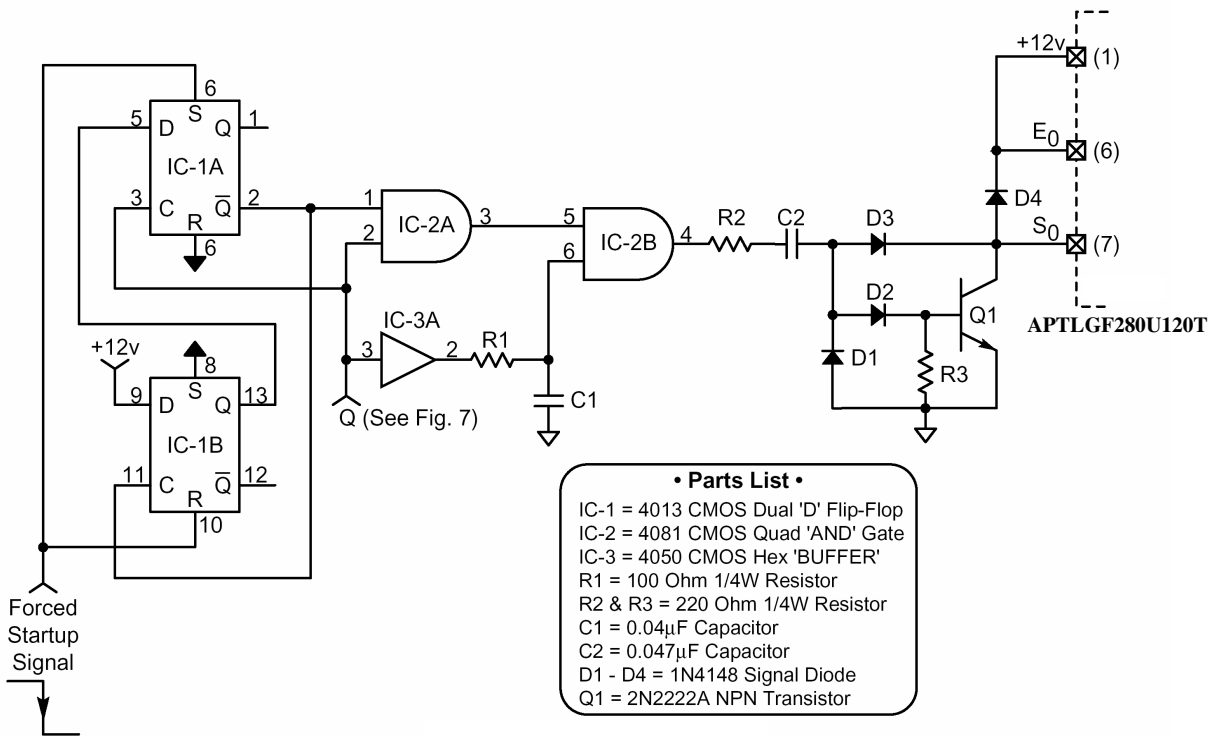 +12v
(1)
E0
(6)
D4
S0
(7)
APTLGF280U120T
6
S
5
D
Q
1
IC-1A
3
C
Q̅
2
R
6
1
2
IC-2A
3
5
6
IC-2B
4
R2
C2
D3
D2
Q1
D1
R3
IC-3A
3
2
R1
C1
Q (See Fig. 7)
+12v
8
S
9
D
Q
13
IC-1B
11
C
Q̅
12
R
10
Forced
Startup
Signal
• Parts List •
IC-1 = 4013 CMOS Dual 'D' Flip-Flop
IC-2 = 4081 CMOS Quad 'AND' Gate
IC-3 = 4050 CMOS Hex 'BUFFER'
R1 = 100 Ohm 1/4W Resistor
R2 & R3 = 220 Ohm 1/4W Resistor
C1 = 0.04µF Capacitor
C2 = 0.047µF Capacitor
D1 - D4 = 1N4148 Signal Diode
Q1 = 2N2222A NPN Transistor